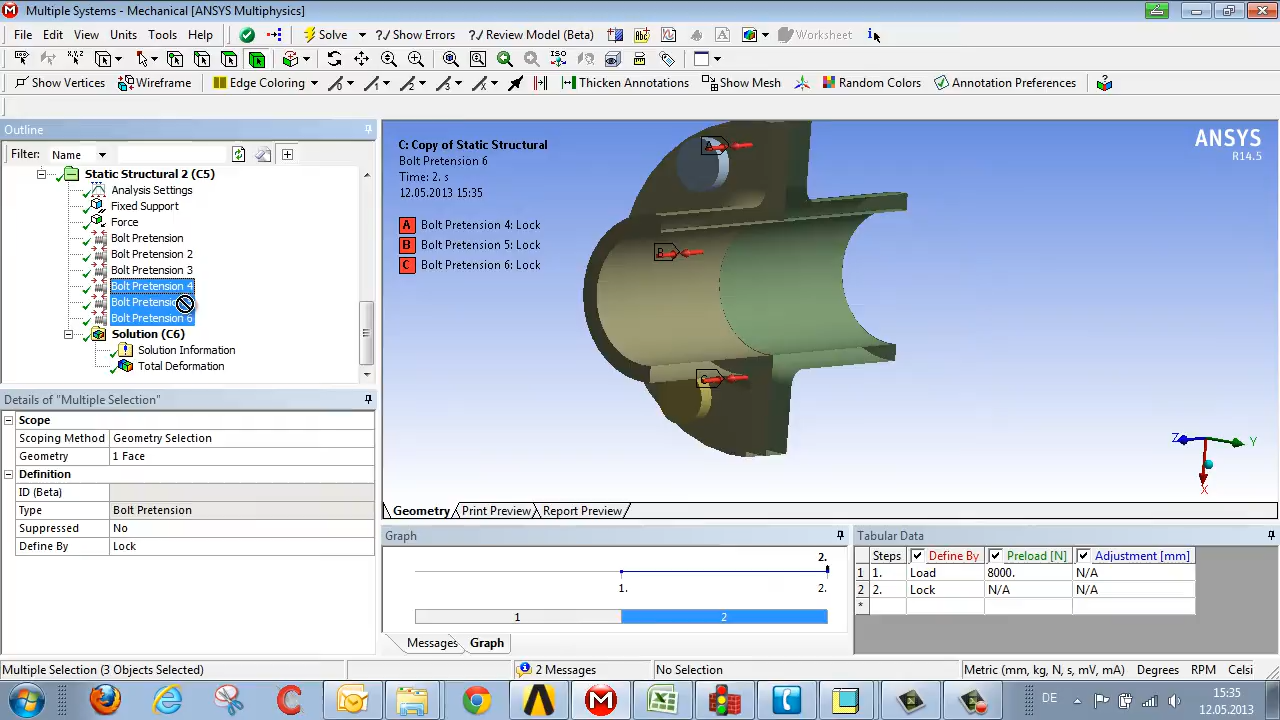 Multiple Systems - Mechanical [ANSYS Multiphysics]
File Edit View Units Tools Help Solve ?/ Show Errors ?/ Review Model (Beta) Worksheet
Show Vertices Wireframe Edge Coloring Thicken Annotations Show Mesh Random Colors Annotation Preferences
Outline
Filter: Name
Static Structural 2 (C5)
Analysis Settings
Fixed Support
Force
Bolt Pretension
Bolt Pretension 2
Bolt Pretension 3
Bolt Pretension 4
Bolt Pretension
Bolt Pretension 6
Solution (C6)
Solution Information
Total Deformation
Details of "Multiple Selection"
Scope
Scoping Method Geometry Selection
Geometry 1 Face
Definition
ID (Beta)
Type Bolt Pretension
Suppressed No
Define By Lock
C: Copy of Static Structural
Bolt Pretension 6
Time: 2. s
12.05.2013 15:35
A Bolt Pretension 4: Lock
B Bolt Pretension 5: Lock
C Bolt Pretension 6: Lock
ANSYS
R14.5
A
B
C
Z Y
X
Geometry Print Preview Report Preview
Graph
2.
1. 2.
1 2
Messages Graph
Tabular Data
Steps Define By Preload [N] Adjustment [mm]
1 1. Load 8000. N/A
2 2. Lock N/A N/A
*
Multiple Selection (3 Objects Selected) 2 Messages No Selection Metric (mm, kg, N, s, mV, mA) Degrees RPM Celsi
DE 15:35
12.05.2013